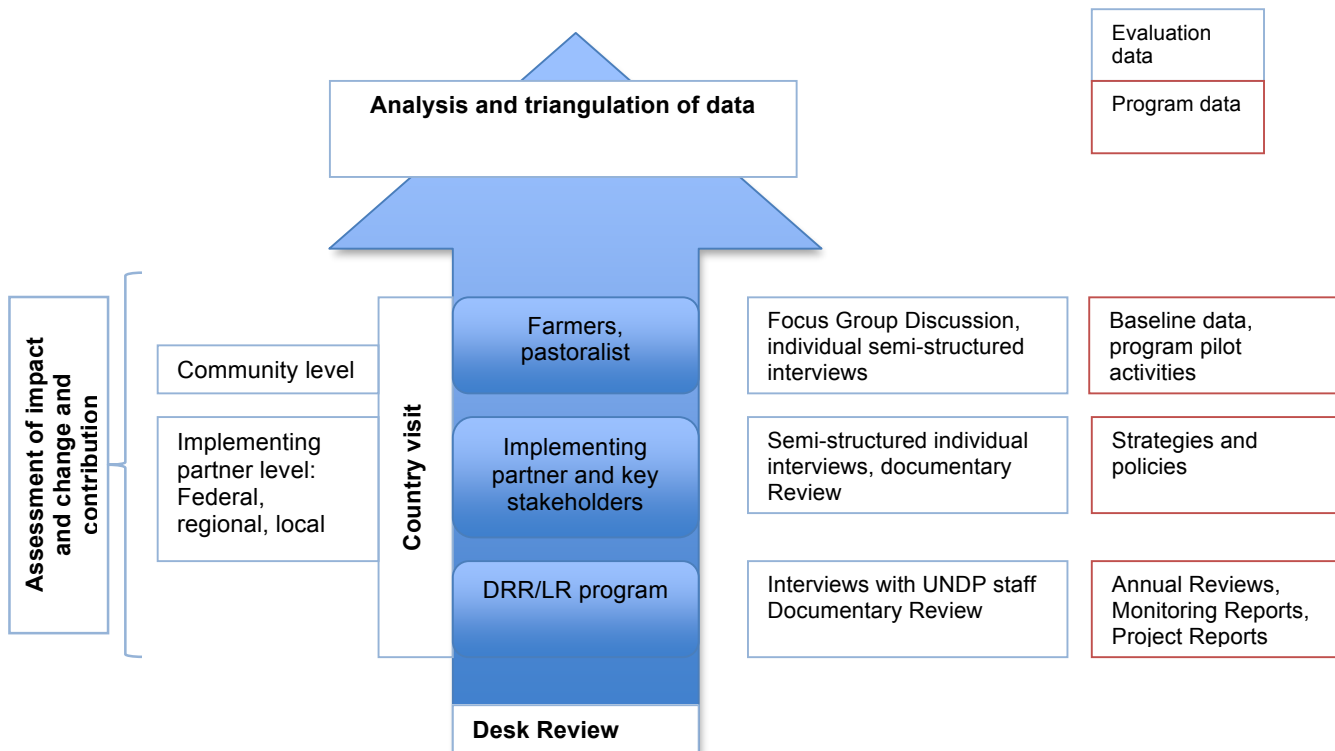 Evaluation
data
Program data
Analysis and triangulation of data
Assessment of impact
and change and
contribution
Community level
Implementing
partner level:
Federal,
regional, local
Country visit
Farmers,
pastoralist
Focus Group Discussion,
individual semi-structured
interviews
Baseline data,
program pilot
activities
Implementing
partner and key
stakeholders
Semi-structured individual
interviews, documentary
Review
Strategies and
policies
DRR/LR program
Interviews with UNDP staff
Documentary Review
Annual Reviews,
Monitoring Reports,
Project Reports
Desk Review